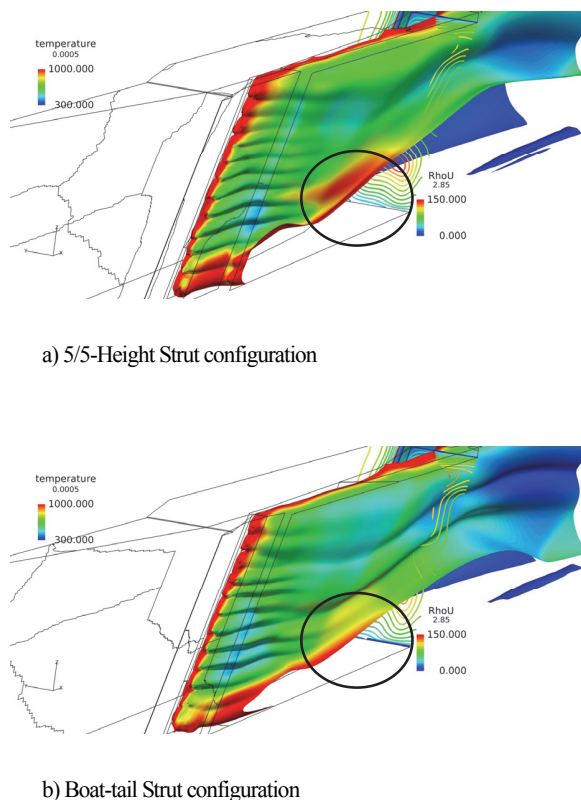 temperature
0.0005
1000.000
300.000
RhoU
2.85
150.000
0.000
a) 5/5-Height Strut configuration
temperature
0.0005
1000.000
300.000
RhoU
2.85
150.000
0.000
b) Boat-tail Strut configuration